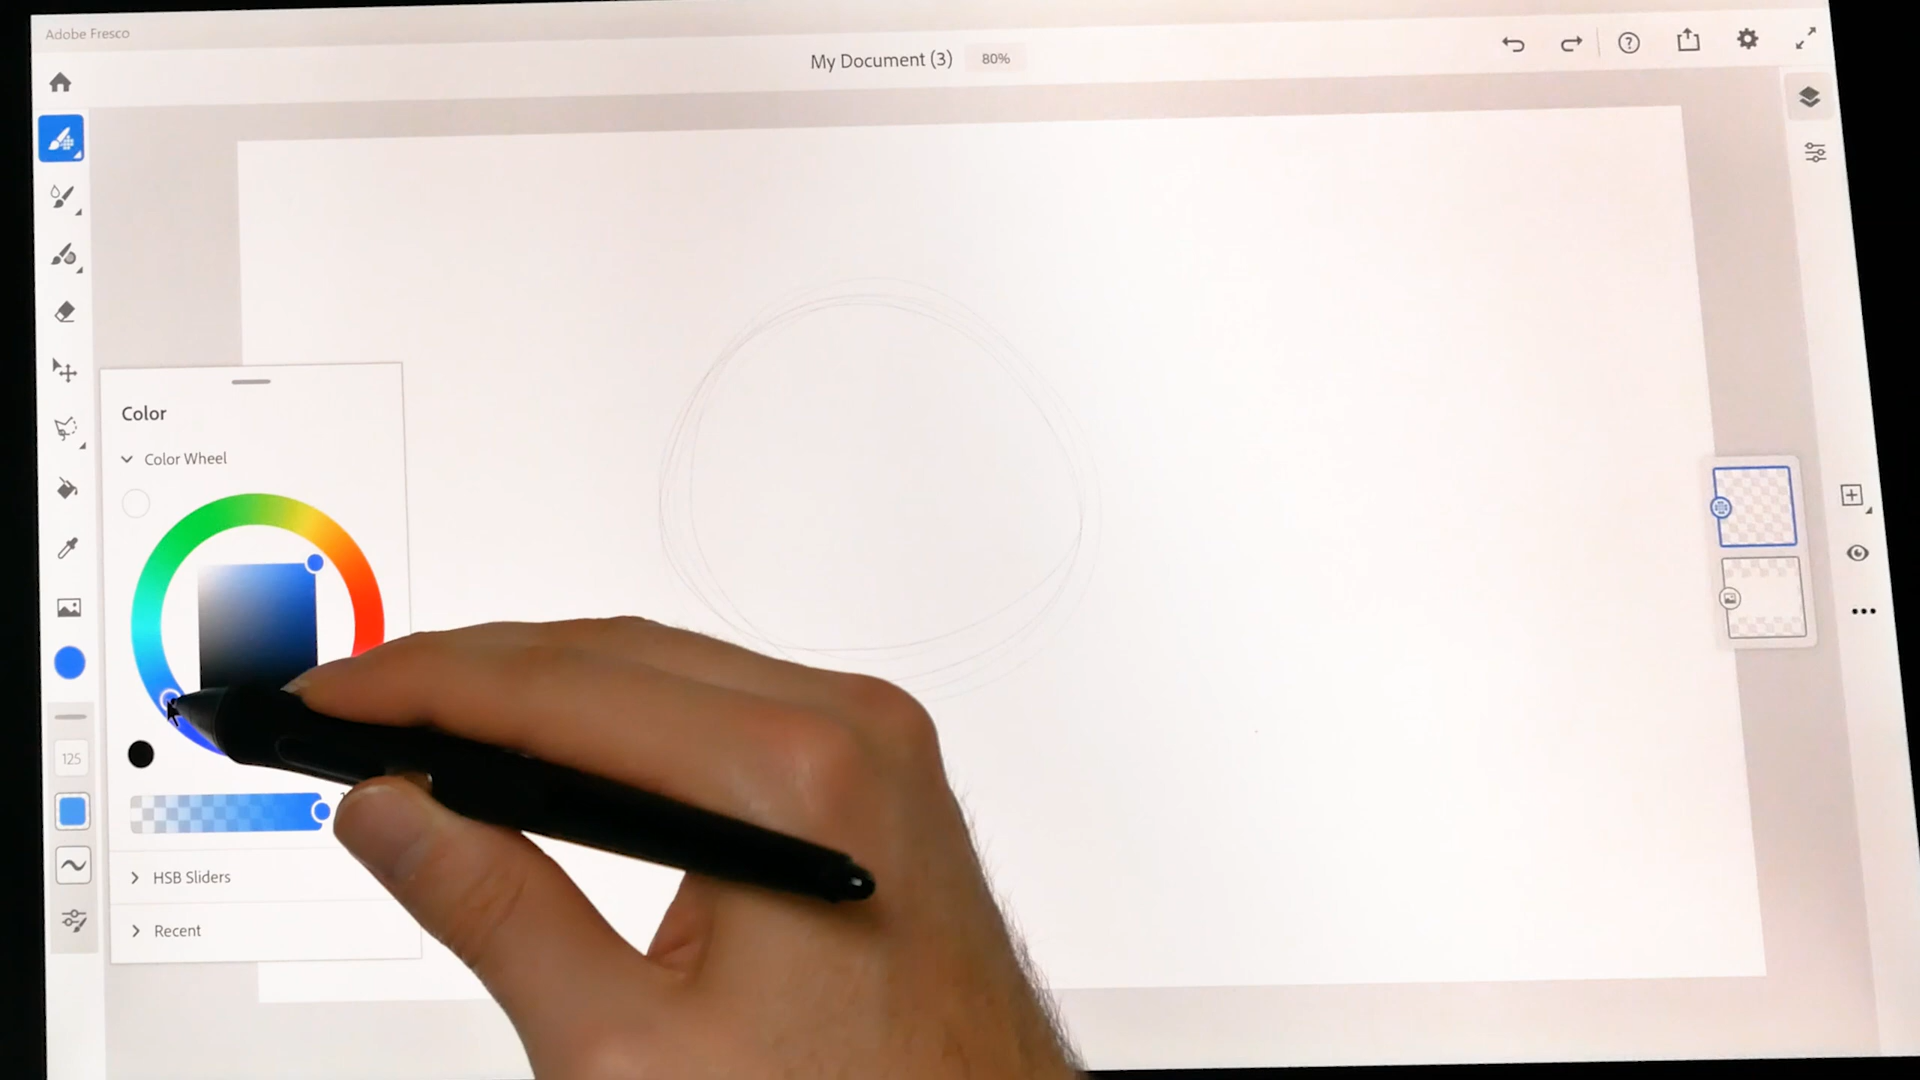 Adobe Fresco
My Document (3) 80%
Color
Color Wheel
125
HSB Sliders
Recent